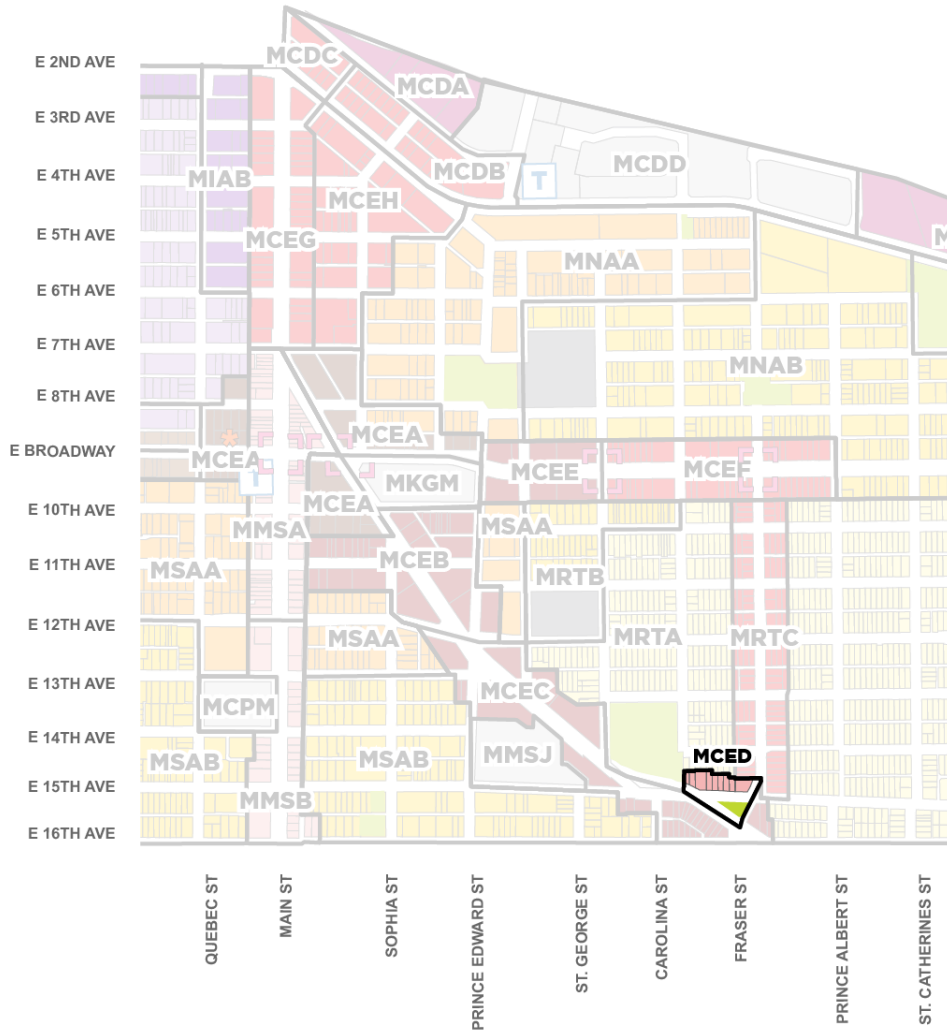 E 2ND AVE
MCDC
MCDA
E 3RD AVE
MCDD
E 4TH AVE
MIAB
MCDB
T
MCEH
E 5TH AVE
MCEG
M
MNAA
E 6TH AVE
E 7TH AVE
MNAB
E 8TH AVE
MCEA
E BROADWAY
MCEA
MCEE
MCEF
T
MKGM
MCEA
E 10TH AVE
MMSA
MSAA
MCEB
E 11TH AVE
MSAA
MRTB
E 12TH AVE
MSAA
MRTA
MRTC
E 13TH AVE
MCEC
MCPM
E 14TH AVE
MSAB
MSAB
MMSJ
MCED
E 15TH AVE
MMSB
E 16TH AVE
QUEBEC ST
MAIN ST
SOPHIA ST
PRINCE EDWARD ST
ST. GEORGE ST
CAROLINA ST
FRASER ST
PRINCE ALBERT ST
ST. CATHERINES ST